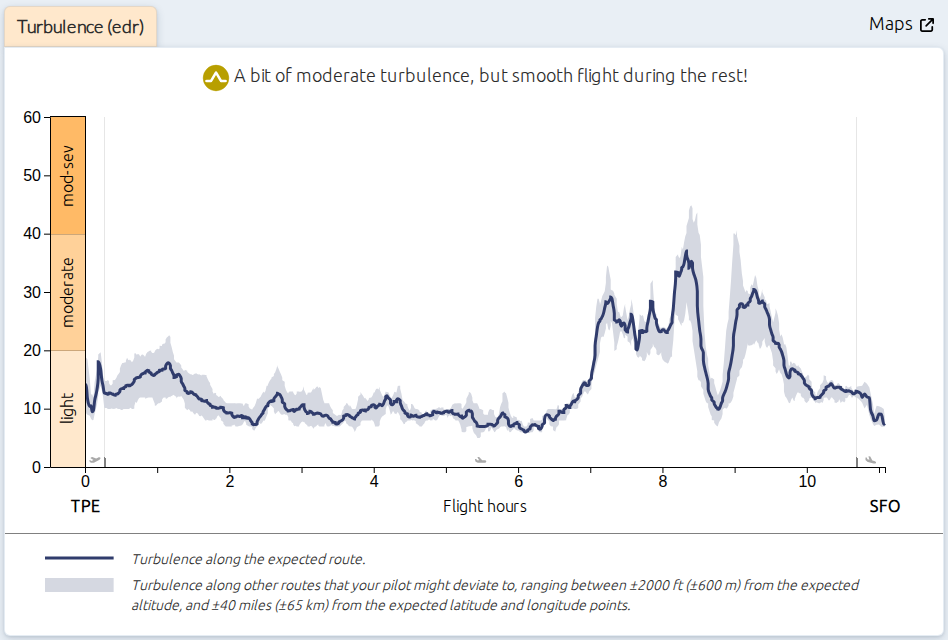 Turbulence (edr)
Maps
A bit of moderate turbulence, but smooth flight during the rest!
60
50
40
30
20
10
0
mod-sev
moderate
light
0 2 4 6 8 10
TPE Flight hours SFO
Turbulence along the expected route.
Turbulence along other routes that your pilot might deviate to, ranging between ±2000 ft (±600 m) from the expected
altitude, and ±40 miles (±65 km) from the expected latitude and longitude points.